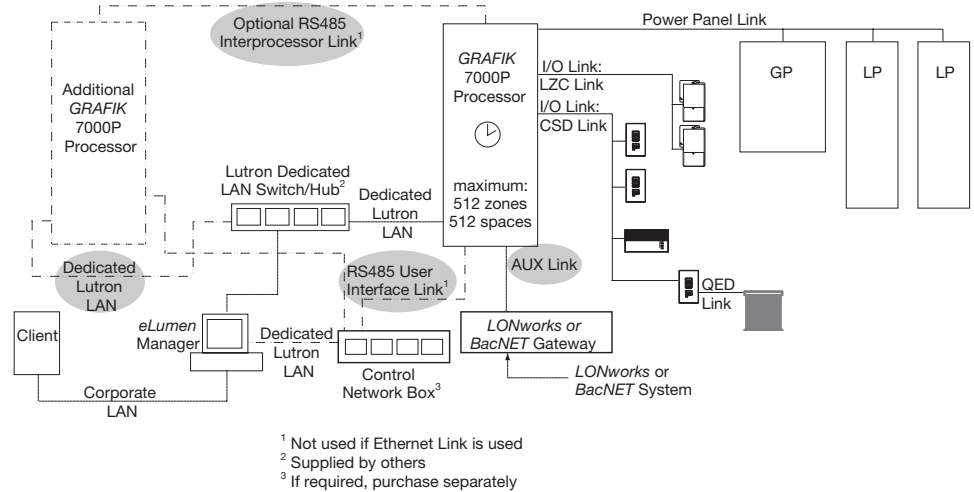 Optional RS485
Interprocessor Link¹
Power Panel Link
GRAFIK
7000P
Processor
I/O Link:
LZC Link
I/O Link:
CSD Link
GP
LP
LP
Additional
GRAFIK
7000P
Processor
Lutron Dedicated
LAN Switch/Hub²
Dedicated
Lutron
LAN
maximum:
512 zones
512 spaces
Dedicated
Lutron
LAN
RS485 User
Interface Link¹
AUX Link
QED
Link
Client
eLumen
Manager
Dedicated
Lutron
LAN
LONworks or
BacNET Gateway
Control
Network Box³
LONworks or
BacNET System
Corporate
LAN
¹ Not used if Ethernet Link is used
² Supplied by others
³ If required, purchase separately